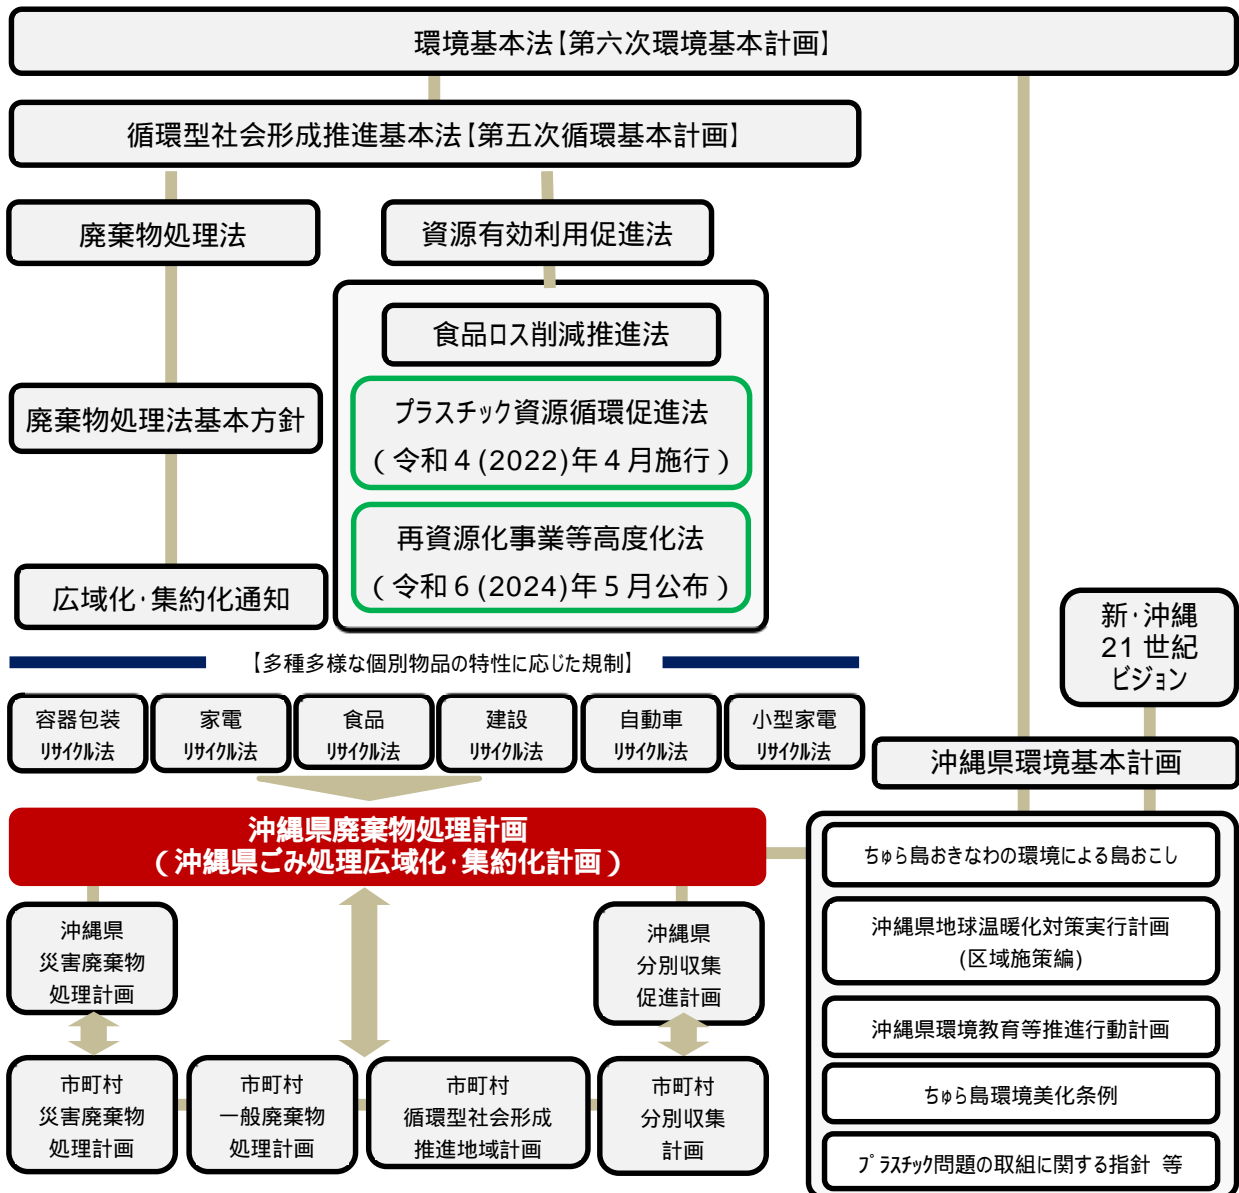 環境基本法【第六次環境基本計画】
循環型社会形成推進基本法【第五次循環基本計画】
廃棄物処理法
資源有効利用促進法
食品ロス削減推進法
廃棄物処理法基本方針
プラスチック資源循環促進法
（令和４(2022)年４月施行）
再資源化事業等高度化法
（令和６(2024)年５月公布）
広域化・集約化通知
新・沖縄
21 世紀
ビジョン
【多種多様な個別物品の特性に応じた規制】
容器包装
リサイクル法
家電
リサイクル法
食品
リサイクル法
建設
リサイクル法
自動車
リサイクル法
小型家電
リサイクル法
沖縄県環境基本計画
沖縄県廃棄物処理計画
（沖縄県ごみ処理広域化・集約化計画）
ちゅら島おきなわの環境による島おこし
沖縄県地球温暖化対策実行計画
(区域施策編)
沖縄県環境教育等推進行動計画
ちゅら島環境美化条例
プラスチック問題の取組に関する指針 等
沖縄県
災害廃棄物
処理計画
沖縄県
分別収集
促進計画
市町村
災害廃棄物
処理計画
市町村
一般廃棄物
処理計画
市町村
循環型社会形成
推進地域計画
市町村
分別収集
計画